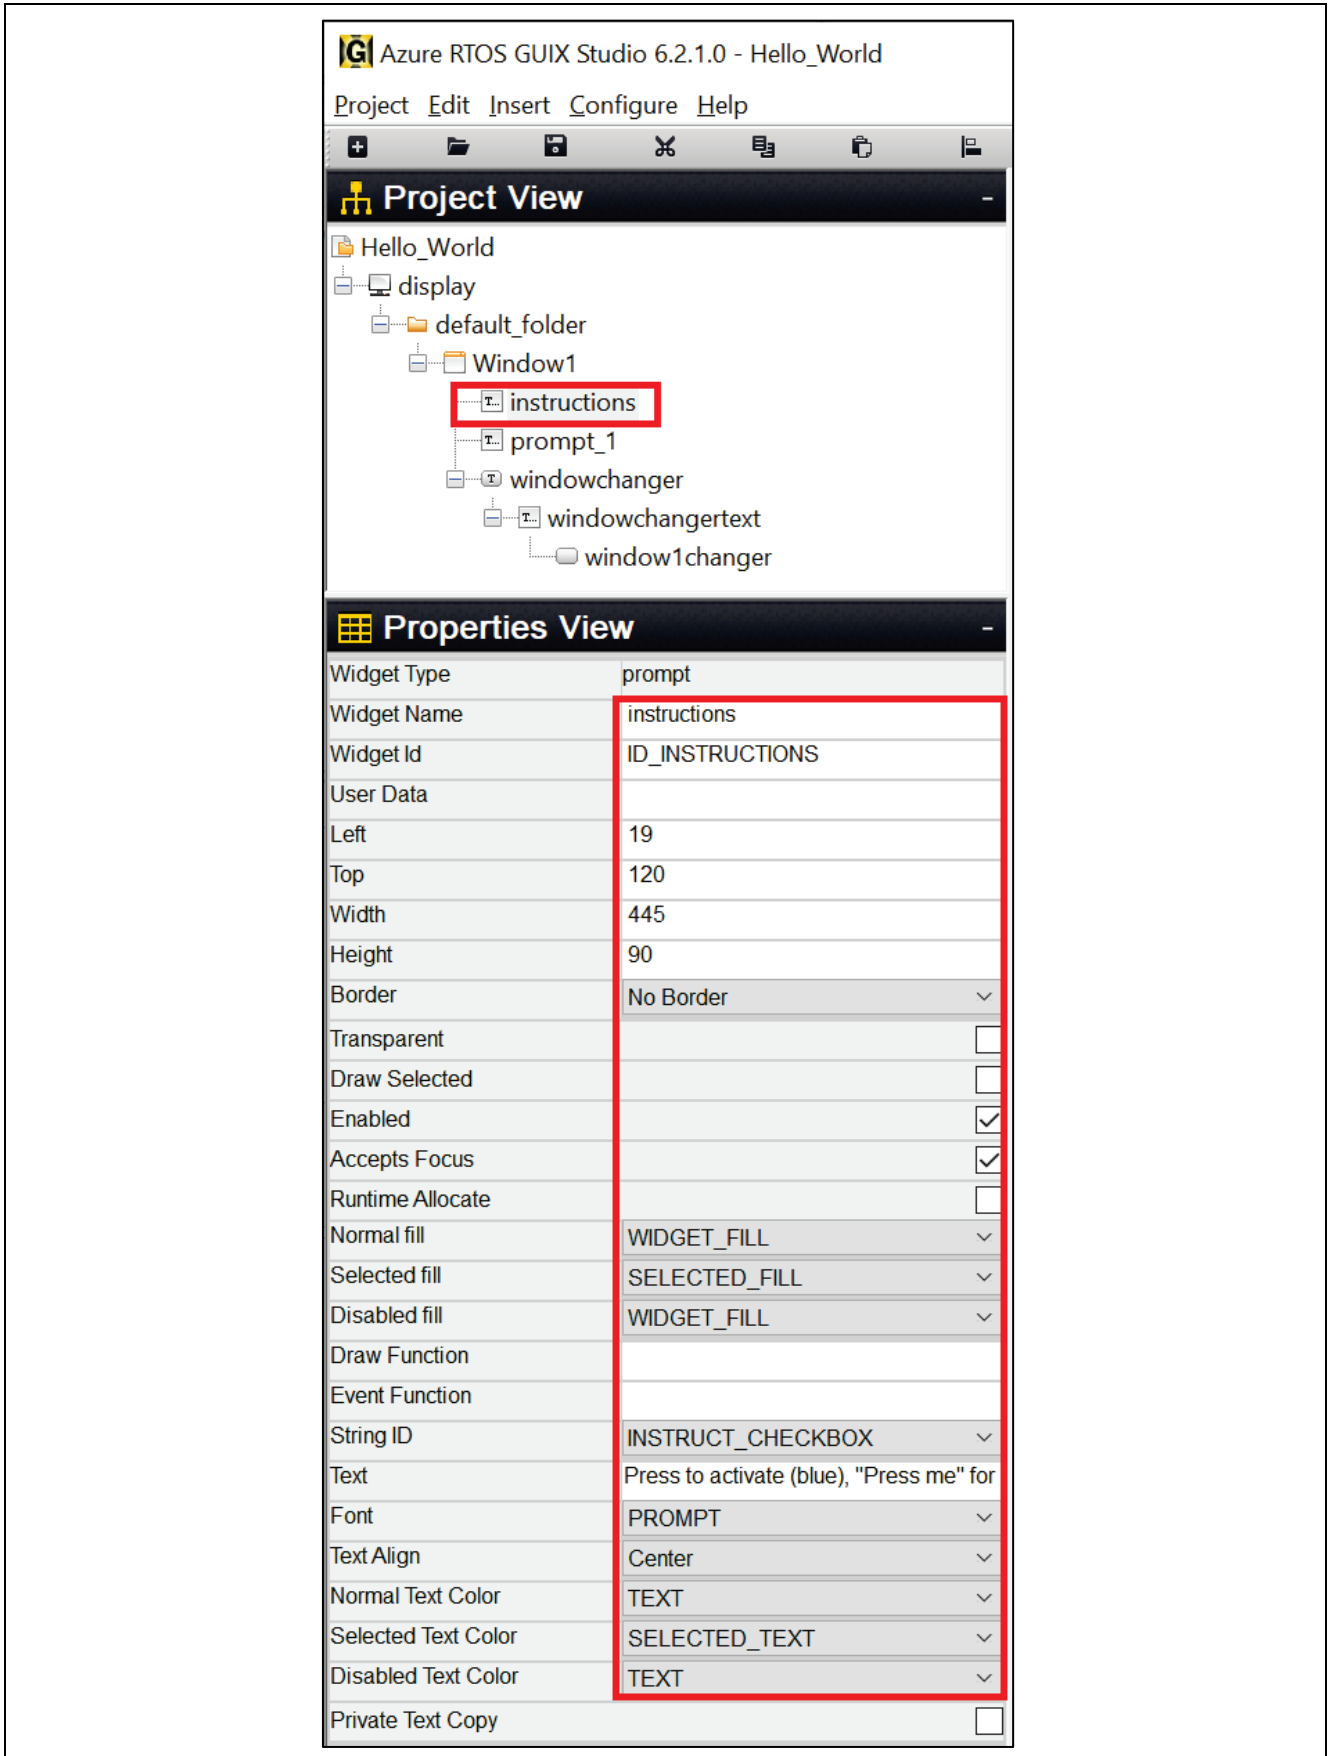 Azure RTOS GUIX Studio 6.2.1.0 - Hello_World
Project Edit Insert Configure Help
Project View
Hello_World
display
default_folder
Window1
T... instructions
T... prompt_1
T windowchanger
T... windowchangertext
window1changer
Properties View
Widget Type prompt
Widget Name instructions
Widget Id ID_INSTRUCTIONS
User Data
Left 19
Top 120
Width 445
Height 90
Border No Border
Transparent
Draw Selected
Enabled
Accepts Focus
Runtime Allocate
Normal fill WIDGET_FILL
Selected fill SELECTED_FILL
Disabled fill WIDGET_FILL
Draw Function
Event Function
String ID INSTRUCT_CHECKBOX
Text Press to activate (blue), "Press me" for
Font PROMPT
Text Align Center
Normal Text Color TEXT
Selected Text Color SELECTED_TEXT
Disabled Text Color TEXT
Private Text Copy